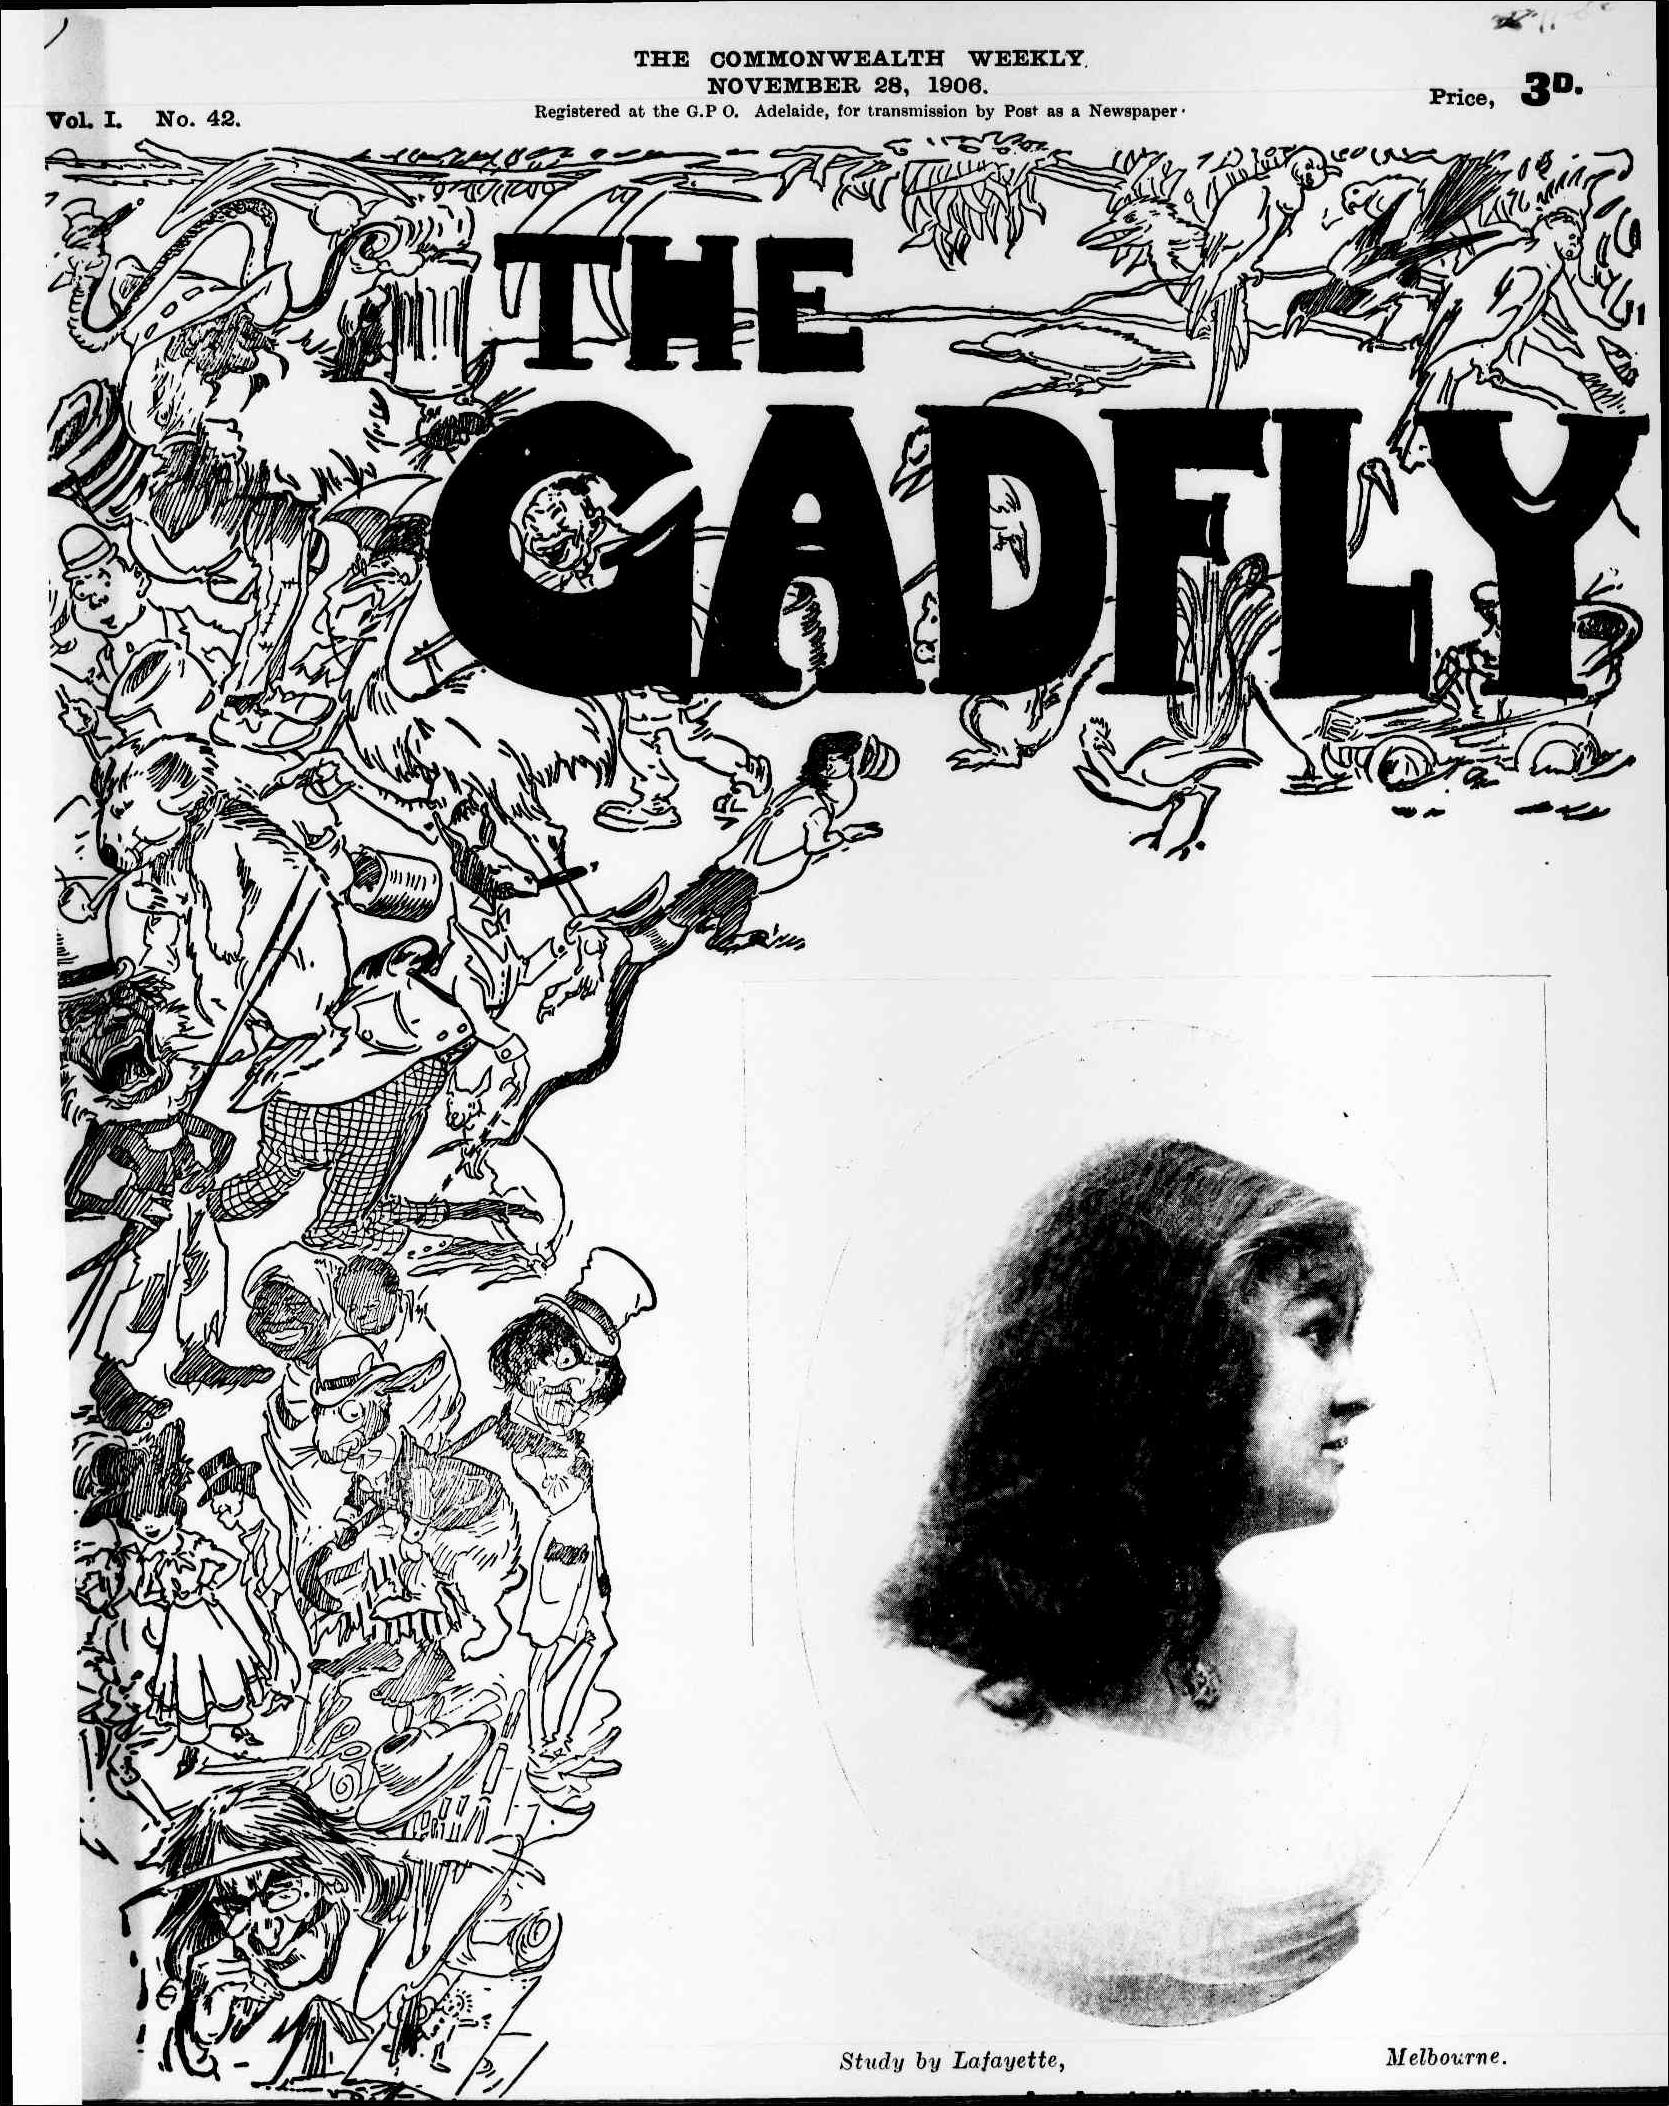 THE COMMONWEALTH WEEKLY.
NOVEMBER 28, 1906.
Registered at the G.P O. Adelaide, for transmission by Post as a Newspaper.
Vol. I. No. 42.
Price, 3D.
THE
GADFLY
Study by Lafayette, Melbourne.